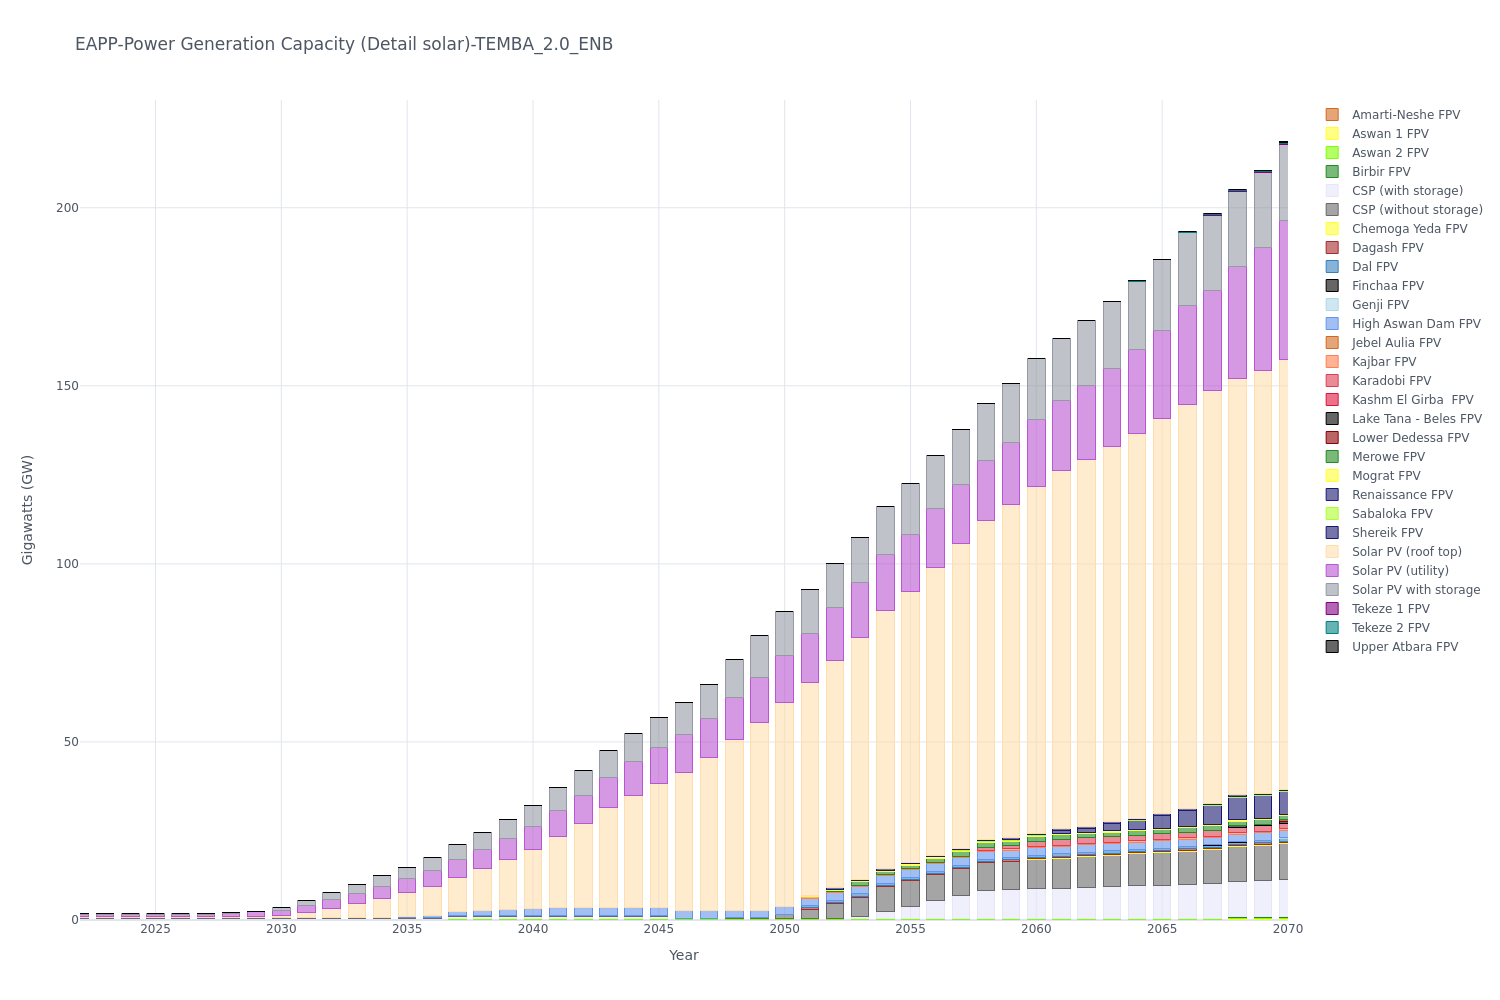 EAPP-Power Generation Capacity (Detail solar)-TEMBA_2.0_ENB
Gigawatts (GW)
200
150
100
50
0
2025
2030
2035
2040
2045
2050
2055
2060
2065
2070
Year
Amarti-Neshe FPV
Aswan 1 FPV
Aswan 2 FPV
Birbir FPV
CSP (with storage)
CSP (without storage)
Chemoga Yeda FPV
Dagash FPV
Dal FPV
Finchaa FPV
Genji FPV
High Aswan Dam FPV
Jebel Aulia FPV
Kajbar FPV
Karadobi FPV
Kashm El Girba  FPV
Lake Tana - Beles FPV
Lower Dedessa FPV
Merowe FPV
Mograt FPV
Renaissance FPV
Sabaloka FPV
Shereik FPV
Solar PV (roof top)
Solar PV (utility)
Solar PV with storage
Tekeze 1 FPV
Tekeze 2 FPV
Upper Atbara FPV